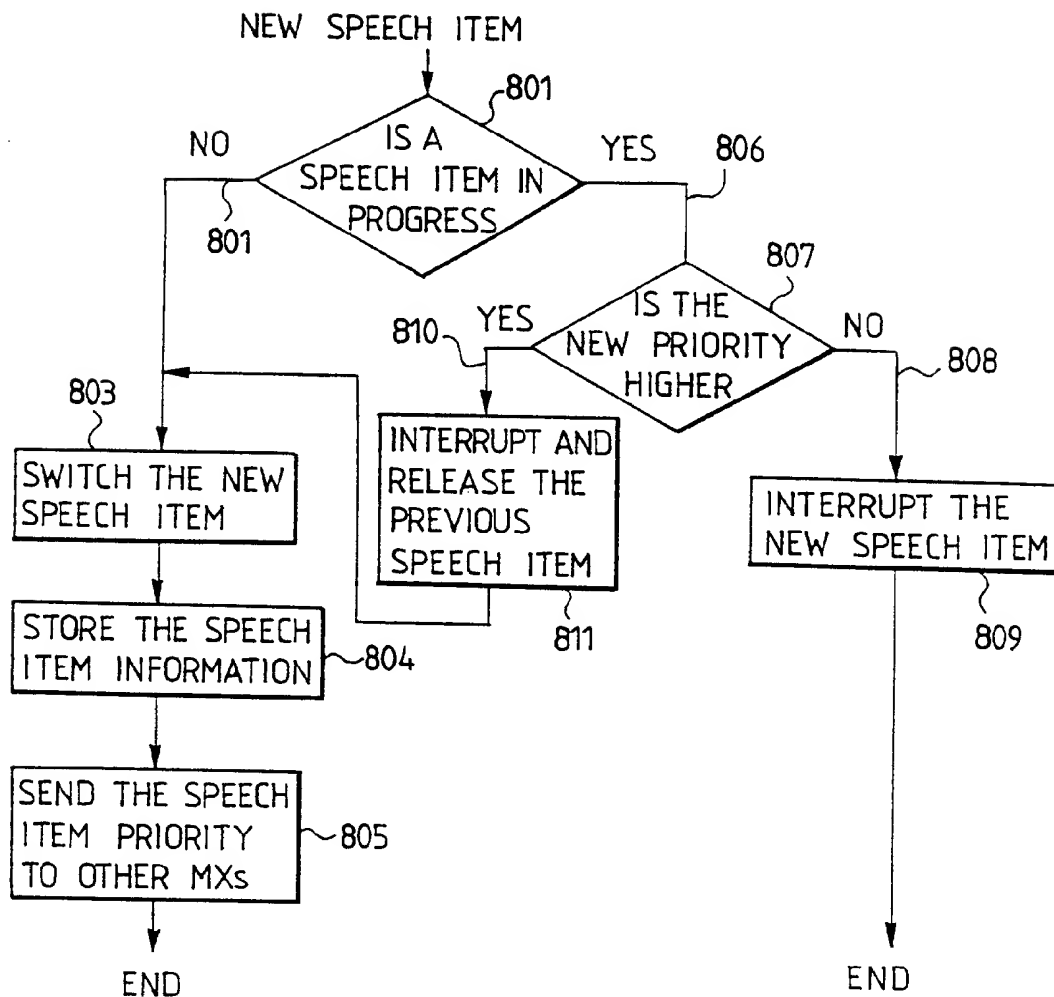 NEW SPEECH ITEM
801
IS A
SPEECH ITEM IN
PROGRESS
NO
801
YES
806
807
IS THE
NEW PRIORITY
HIGHER
YES
810
NO
808
803
SWITCH THE NEW
SPEECH ITEM
INTERRUPT AND
RELEASE THE
PREVIOUS
SPEECH ITEM
811
INTERRUPT THE
NEW SPEECH ITEM
809
STORE THE SPEECH
ITEM INFORMATION
804
SEND THE SPEECH
ITEM PRIORITY
TO OTHER MXs
805
END
END